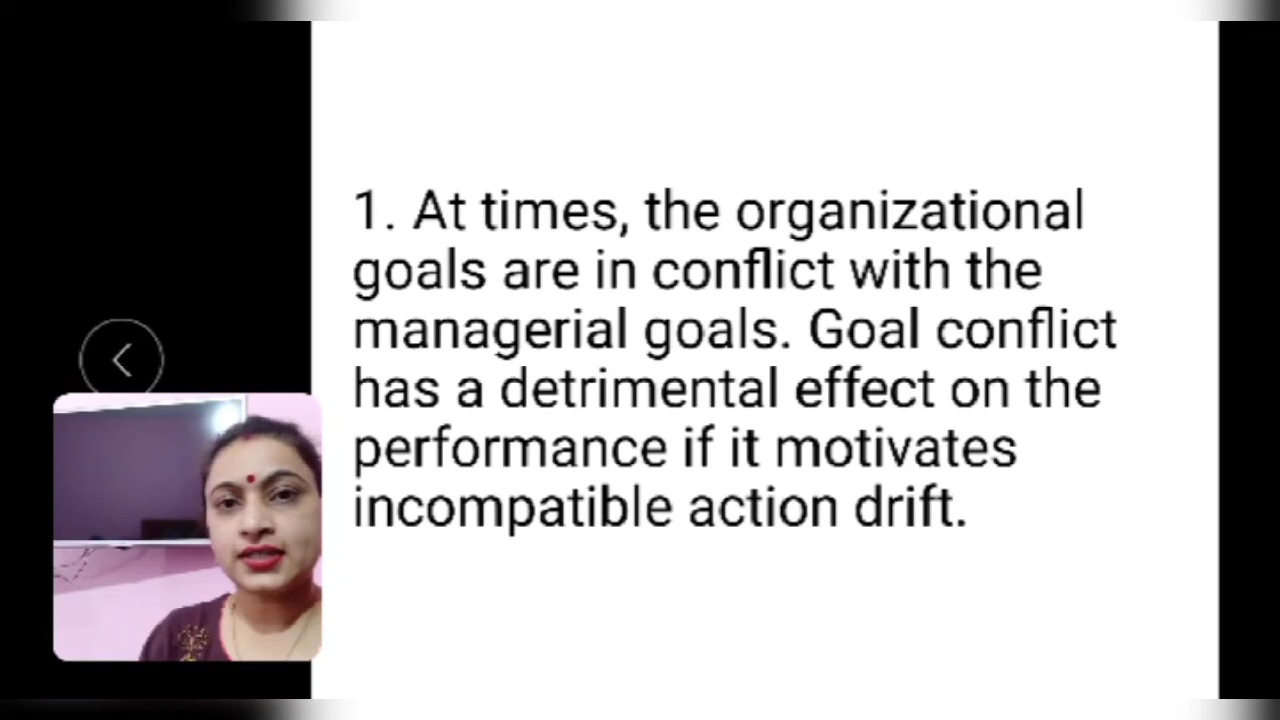 1. At times, the organizational
goals are in conflict with the
managerial goals. Goal conflict
has a detrimental effect on the
performance if it motivates
incompatible action drift.